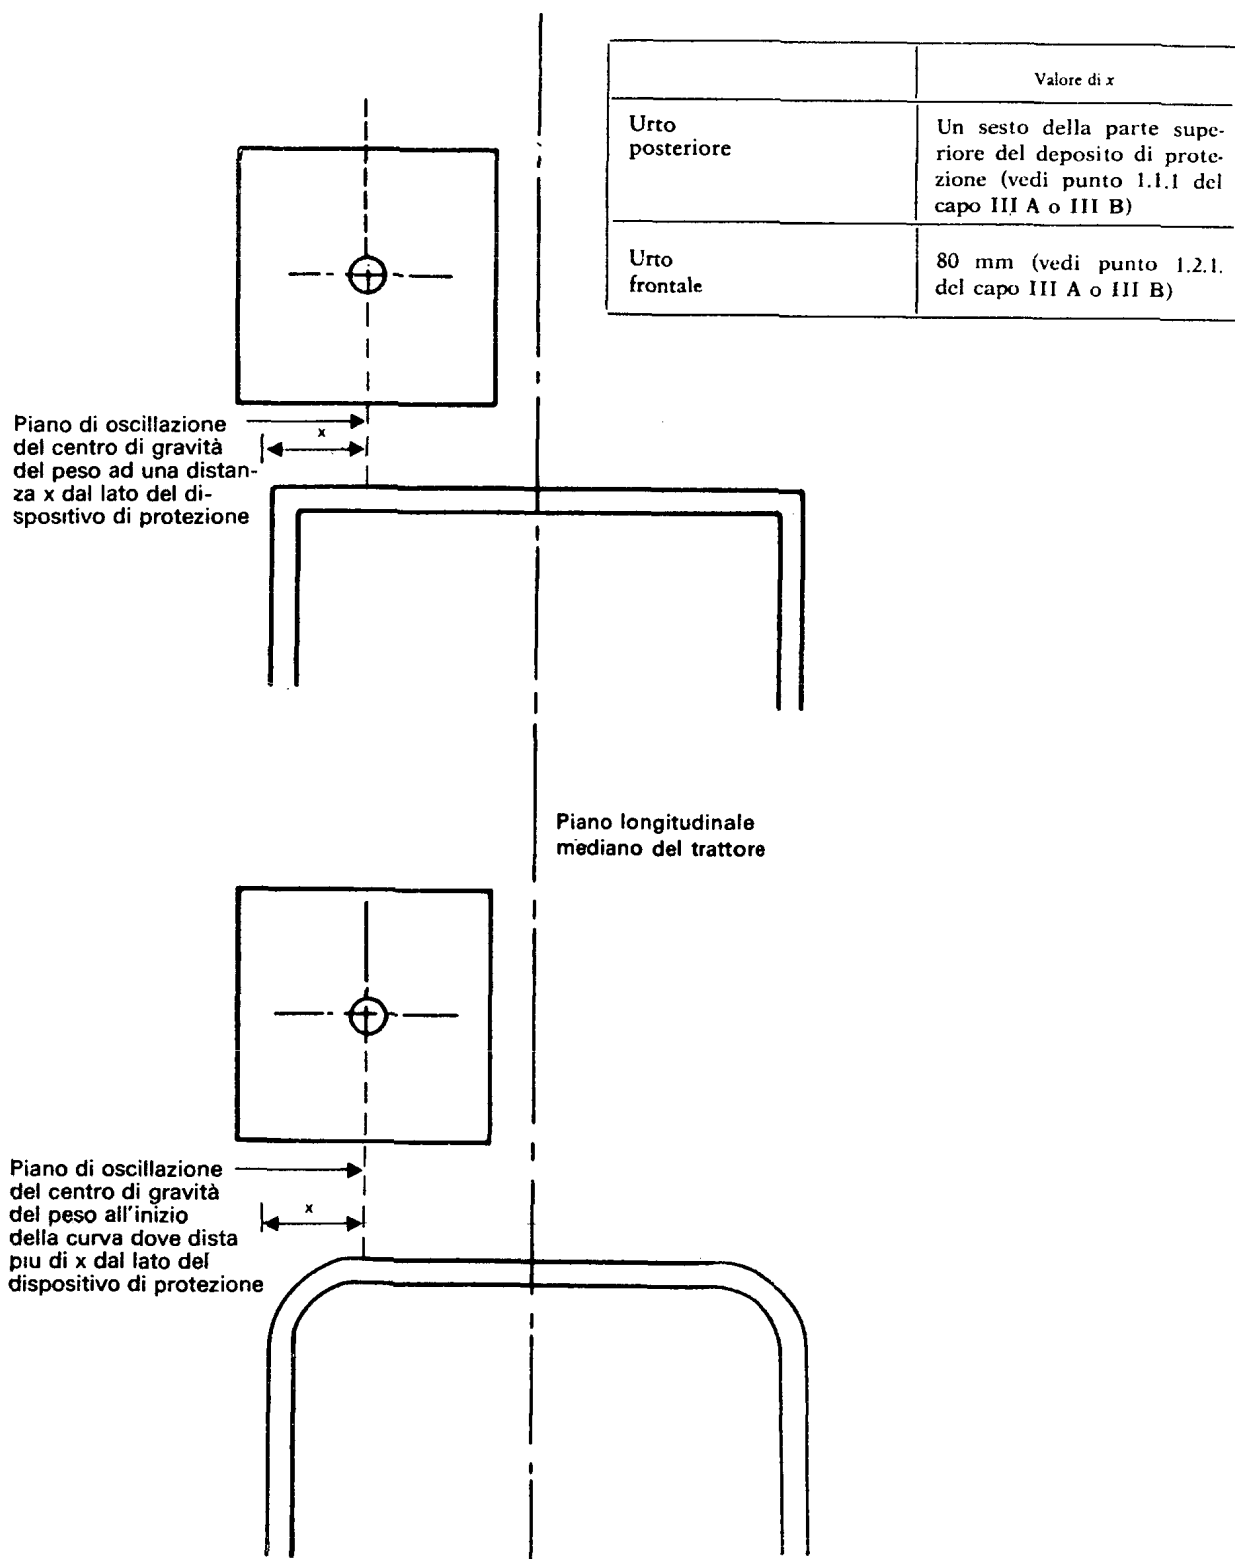 Valore di x
Urto
posteriore
Un sesto della parte supe-
riore del deposito di prote-
zione (vedi punto 1.1.1 del
capo III A o III B)
Urto
frontale
80 mm (vedi punto 1.2.1.
del capo III A o III B)
Piano di oscillazione
del centro di gravità
del peso ad una distan-
za x dal lato del di-
spositivo di protezione
x
Piano longitudinale
mediano del trattore
Piano di oscillazione
del centro di gravità
del peso all'inizio
della curva dove dista
piu di x dal lato del
dispositivo di protezione
x